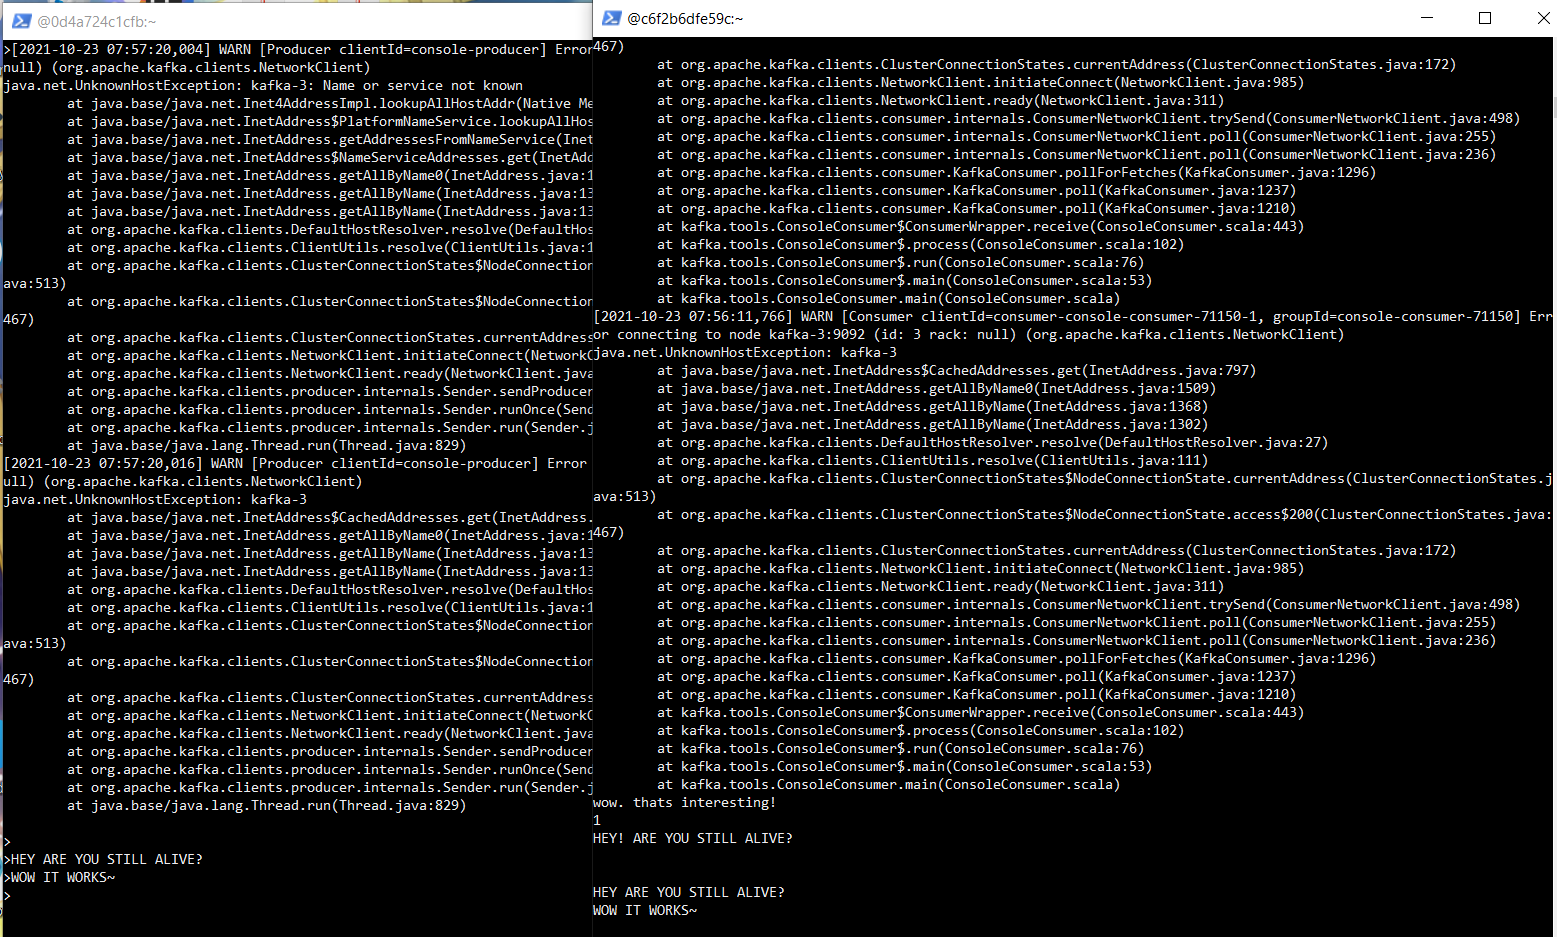 @0d4a724c1cfb:~
>[2021-10-23 07:57:20,004] WARN [Producer clientId=console-producer] Error
null) (org.apache.kafka.clients.NetworkClient)
java.net.UnknownHostException: kafka-3: Name or service not known
at java.base/java.net.Inet4AddressImpl.lookupAllHostAddr(Native Me
at java.base/java.net.InetAddress$PlatformNameService.lookupAllHos
at java.base/java.net.InetAddress.getAddressesFromNameService(Inet
at java.base/java.net.InetAddress$NameServiceAddresses.get(InetAdd
at java.base/java.net.InetAddress.getAllByName0(InetAddress.java:1
at java.base/java.net.InetAddress.getAllByName(InetAddress.java:13
at java.base/java.net.InetAddress.getAllByName(InetAddress.java:13
at org.apache.kafka.clients.DefaultHostResolver.resolve(DefaultHos
at org.apache.kafka.clients.ClientUtils.resolve(ClientUtils.java:1
at org.apache.kafka.clients.ClusterConnectionStates$NodeConnection
ava:513)
at org.apache.kafka.clients.ClusterConnectionStates$NodeConnection
467)
at org.apache.kafka.clients.ClusterConnectionStates.currentAddress
at org.apache.kafka.clients.NetworkClient.initiateConnect(NetworkC
at org.apache.kafka.clients.NetworkClient.ready(NetworkClient.java
at org.apache.kafka.clients.producer.internals.Sender.sendProducer
at org.apache.kafka.clients.producer.internals.Sender.runOnce(Send
at org.apache.kafka.clients.producer.internals.Sender.run(Sender.j
at java.base/java.lang.Thread.run(Thread.java:829)
[2021-10-23 07:57:20,016] WARN [Producer clientId=console-producer] Error
ull) (org.apache.kafka.clients.NetworkClient)
java.net.UnknownHostException: kafka-3
at java.base/java.net.InetAddress$CachedAddresses.get(InetAddress.
at java.base/java.net.InetAddress.getAllByName0(InetAddress.java:1
at java.base/java.net.InetAddress.getAllByName(InetAddress.java:13
at java.base/java.net.InetAddress.getAllByName(InetAddress.java:13
at org.apache.kafka.clients.DefaultHostResolver.resolve(DefaultHos
at org.apache.kafka.clients.ClientUtils.resolve(ClientUtils.java:1
at org.apache.kafka.clients.ClusterConnectionStates$NodeConnection
ava:513)
at org.apache.kafka.clients.ClusterConnectionStates$NodeConnection
467)
at org.apache.kafka.clients.ClusterConnectionStates.currentAddress
at org.apache.kafka.clients.NetworkClient.initiateConnect(NetworkC
at org.apache.kafka.clients.NetworkClient.ready(NetworkClient.java
at org.apache.kafka.clients.producer.internals.Sender.sendProducer
at org.apache.kafka.clients.producer.internals.Sender.runOnce(Send
at org.apache.kafka.clients.producer.internals.Sender.run(Sender.j
at java.base/java.lang.Thread.run(Thread.java:829)
>
>HEY ARE YOU STILL ALIVE?
>WOW IT WORKS~
>
@c6f2b6dfe59c:~
467)
at org.apache.kafka.clients.ClusterConnectionStates.currentAddress(ClusterConnectionStates.java:172)
at org.apache.kafka.clients.NetworkClient.initiateConnect(NetworkClient.java:985)
at org.apache.kafka.clients.NetworkClient.ready(NetworkClient.java:311)
at org.apache.kafka.clients.consumer.internals.ConsumerNetworkClient.trySend(ConsumerNetworkClient.java:498)
at org.apache.kafka.clients.consumer.internals.ConsumerNetworkClient.poll(ConsumerNetworkClient.java:255)
at org.apache.kafka.clients.consumer.internals.ConsumerNetworkClient.poll(ConsumerNetworkClient.java:236)
at org.apache.kafka.clients.consumer.KafkaConsumer.pollForFetches(KafkaConsumer.java:1296)
at org.apache.kafka.clients.consumer.KafkaConsumer.poll(KafkaConsumer.java:1237)
at org.apache.kafka.clients.consumer.KafkaConsumer.poll(KafkaConsumer.java:1210)
at kafka.tools.ConsoleConsumer$ConsumerWrapper.receive(ConsoleConsumer.scala:443)
at kafka.tools.ConsoleConsumer$.process(ConsoleConsumer.scala:102)
at kafka.tools.ConsoleConsumer$.run(ConsoleConsumer.scala:76)
at kafka.tools.ConsoleConsumer$.main(ConsoleConsumer.scala:53)
at kafka.tools.ConsoleConsumer.main(ConsoleConsumer.scala)
[2021-10-23 07:56:11,766] WARN [Consumer clientId=consumer-console-consumer-71150-1, groupId=console-consumer-71150] Err
or connecting to node kafka-3:9092 (id: 3 rack: null) (org.apache.kafka.clients.NetworkClient)
java.net.UnknownHostException: kafka-3
at java.base/java.net.InetAddress$CachedAddresses.get(InetAddress.java:797)
at java.base/java.net.InetAddress.getAllByName0(InetAddress.java:1509)
at java.base/java.net.InetAddress.getAllByName(InetAddress.java:1368)
at java.base/java.net.InetAddress.getAllByName(InetAddress.java:1302)
at org.apache.kafka.clients.DefaultHostResolver.resolve(DefaultHostResolver.java:27)
at org.apache.kafka.clients.ClientUtils.resolve(ClientUtils.java:111)
at org.apache.kafka.clients.ClusterConnectionStates$NodeConnectionState.currentAddress(ClusterConnectionStates.j
ava:513)
at org.apache.kafka.clients.ClusterConnectionStates$NodeConnectionState.access$200(ClusterConnectionStates.java:
467)
at org.apache.kafka.clients.ClusterConnectionStates.currentAddress(ClusterConnectionStates.java:172)
at org.apache.kafka.clients.NetworkClient.initiateConnect(NetworkClient.java:985)
at org.apache.kafka.clients.NetworkClient.ready(NetworkClient.java:311)
at org.apache.kafka.clients.consumer.internals.ConsumerNetworkClient.trySend(ConsumerNetworkClient.java:498)
at org.apache.kafka.clients.consumer.internals.ConsumerNetworkClient.poll(ConsumerNetworkClient.java:255)
at org.apache.kafka.clients.consumer.internals.ConsumerNetworkClient.poll(ConsumerNetworkClient.java:236)
at org.apache.kafka.clients.consumer.KafkaConsumer.pollForFetches(KafkaConsumer.java:1296)
at org.apache.kafka.clients.consumer.KafkaConsumer.poll(KafkaConsumer.java:1237)
at org.apache.kafka.clients.consumer.KafkaConsumer.poll(KafkaConsumer.java:1210)
at kafka.tools.ConsoleConsumer$ConsumerWrapper.receive(ConsoleConsumer.scala:443)
at kafka.tools.ConsoleConsumer$.process(ConsoleConsumer.scala:102)
at kafka.tools.ConsoleConsumer$.run(ConsoleConsumer.scala:76)
at kafka.tools.ConsoleConsumer$.main(ConsoleConsumer.scala:53)
at kafka.tools.ConsoleConsumer.main(ConsoleConsumer.scala)
wow. thats interesting!
1
HEY! ARE YOU STILL ALIVE?
HEY ARE YOU STILL ALIVE?
WOW IT WORKS~